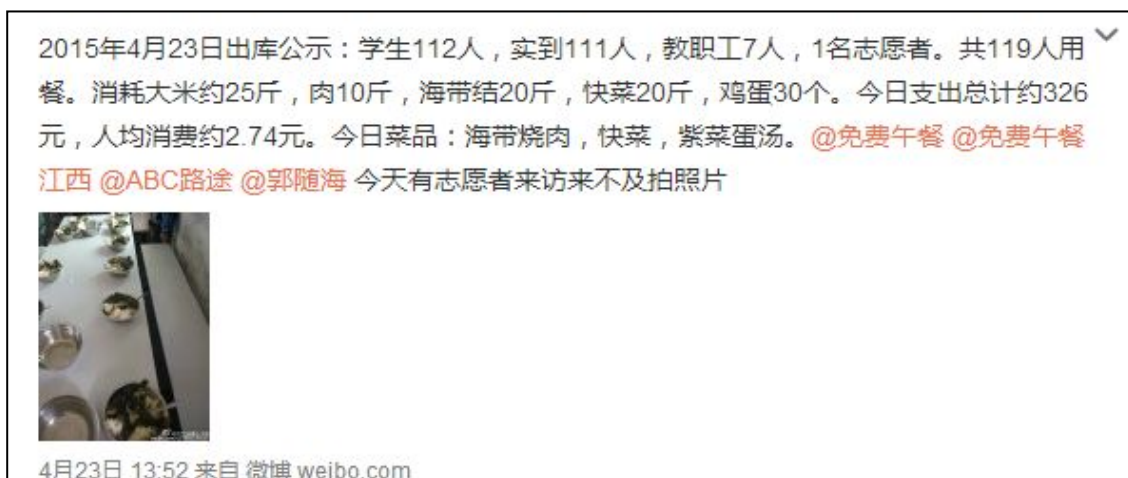 2015年4月23日出库公示：学生112人，实到111人，教职工7人，1名志愿者。共119人用
餐。消耗大米约25斤，肉10斤，海带结20斤，快菜20斤，鸡蛋30个。今日支出总计约326
元，人均消费约2.74元。今日菜品：海带烧肉，快菜，紫菜蛋汤。@免费午餐 @免费午餐
江西 @ABC路途 @郭随海 今天有志愿者来访来不及拍照片
4月23日 13:52 来自 微博 weibo.com